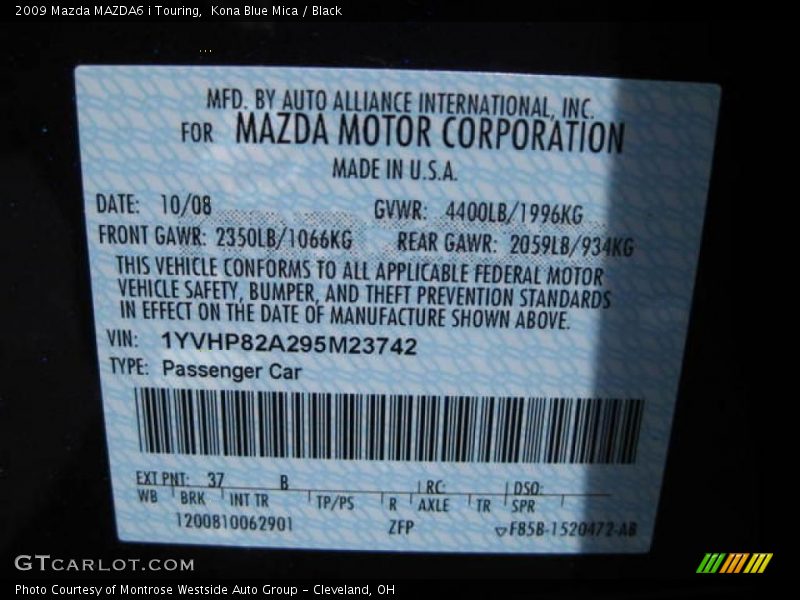 2009 Mazda MAZDA6 i Touring, Kona Blue Mica / Black
MFD. BY AUTO ALLIANCE INTERNATIONAL, INC.
FOR MAZDA MOTOR CORPORATION
MADE IN U.S.A.
DATE: 10/08 GVWR: 4400LB/1996KG
FRONT GAWR: 2350LB/1066KG REAR GAWR: 2059LB/934KG
THIS VEHICLE CONFORMS TO ALL APPLICABLE FEDERAL MOTOR
VEHICLE SAFETY, BUMPER, AND THEFT PREVENTION STANDARDS
IN EFFECT ON THE DATE OF MANUFACTURE SHOWN ABOVE.
VIN: 1YVHP82A295M23742
TYPE: Passenger Car
EXT PNT: 37 B RC: DSO:
WB BRK INT TR TP/PS R AXLE TR SPR
1200810062901 ZFP F85B-1520472-AB
GTCARLOT.COM
Photo Courtesy of Montrose Westside Auto Group - Cleveland, OH